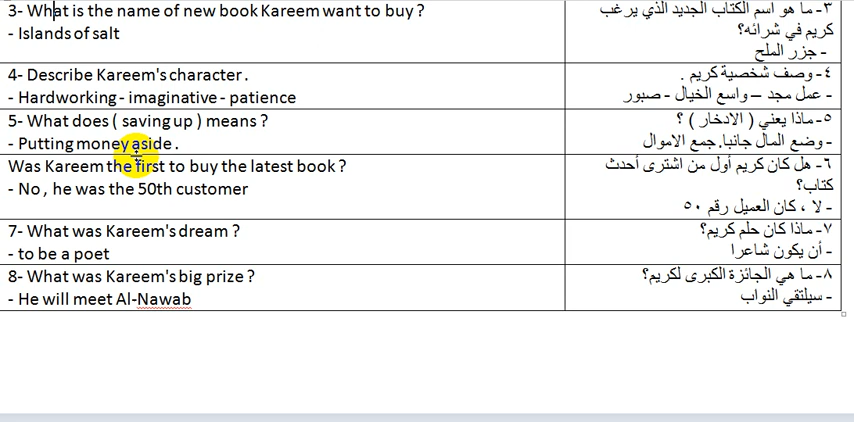 3- What is the name of new book Kareem want to buy ?
- Islands of salt
٣- ما هو اسم الكتاب الجديد الذي يرغب
كريم في شرائه؟
- جزر الملح
4- Describe Kareem's character .
- Hardworking - imaginative - patience
٤- وصف شخصية كريم .
- عمل مجد – واسع الخيال - صبور
5- What does ( saving up ) means ?
- Putting money aside .
٥- ماذا يعني ( الادخار ) ؟
- وضع المال جانبا. جمع الاموال
Was Kareem the first to buy the latest book ?
- No , he was the 50th customer
٦- هل كان كريم أول من اشترى أحدث
كتاب؟
- لا ، كان العميل رقم ٥٠
7- What was Kareem's dream ?
- to be a poet
٧- ماذا كان حلم كريم؟
- أن يكون شاعرا
8- What was Kareem's big prize ?
- He will meet Al-Nawab
٨- ما هي الجائزة الكبرى لكريم؟
- سيلتقي النواب